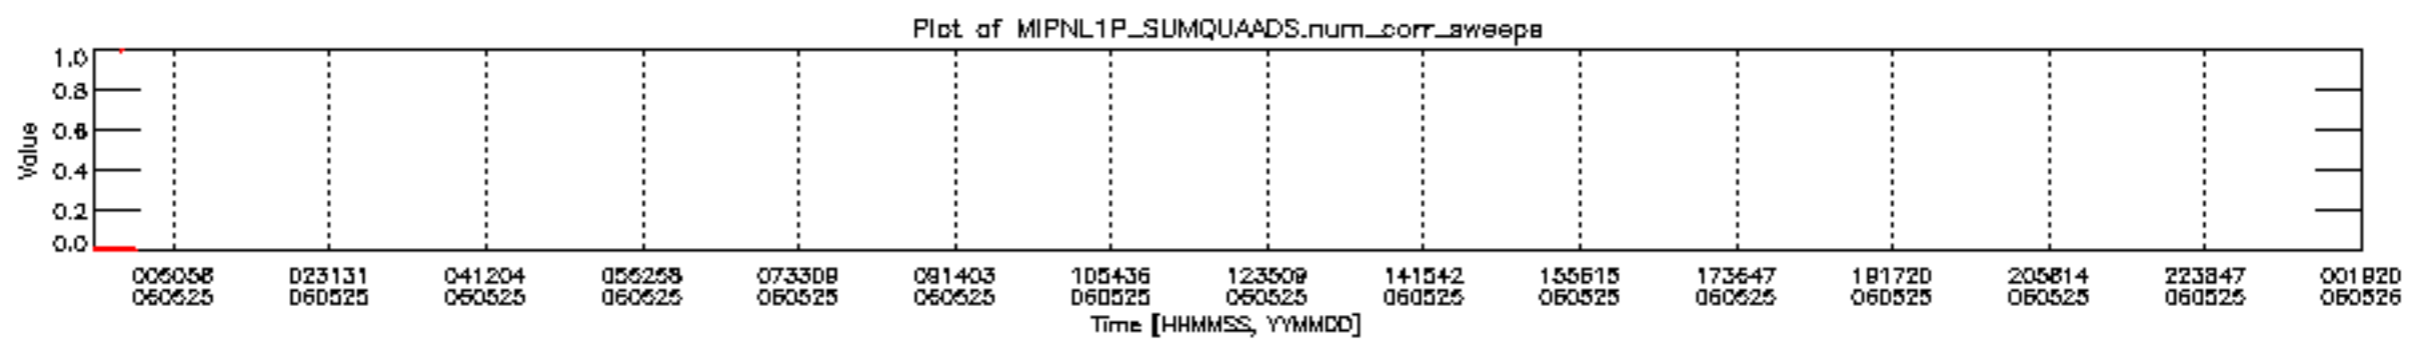 Plot of MIPNL1P_SUMQUAADS.num_corr_sweeps
1.0
0.8
0.6
0.4
0.2
0.0
Value
005058 023131 041204 055258 073309 091403 105436 123509 141542 155615 173647 191720 205814 223847 001920
060525 060525 060525 060525 060525 060525 060525 060525 060525 060525 060525 060525 060525 060525 060526
Time [HHMMSS, YYMMDD]